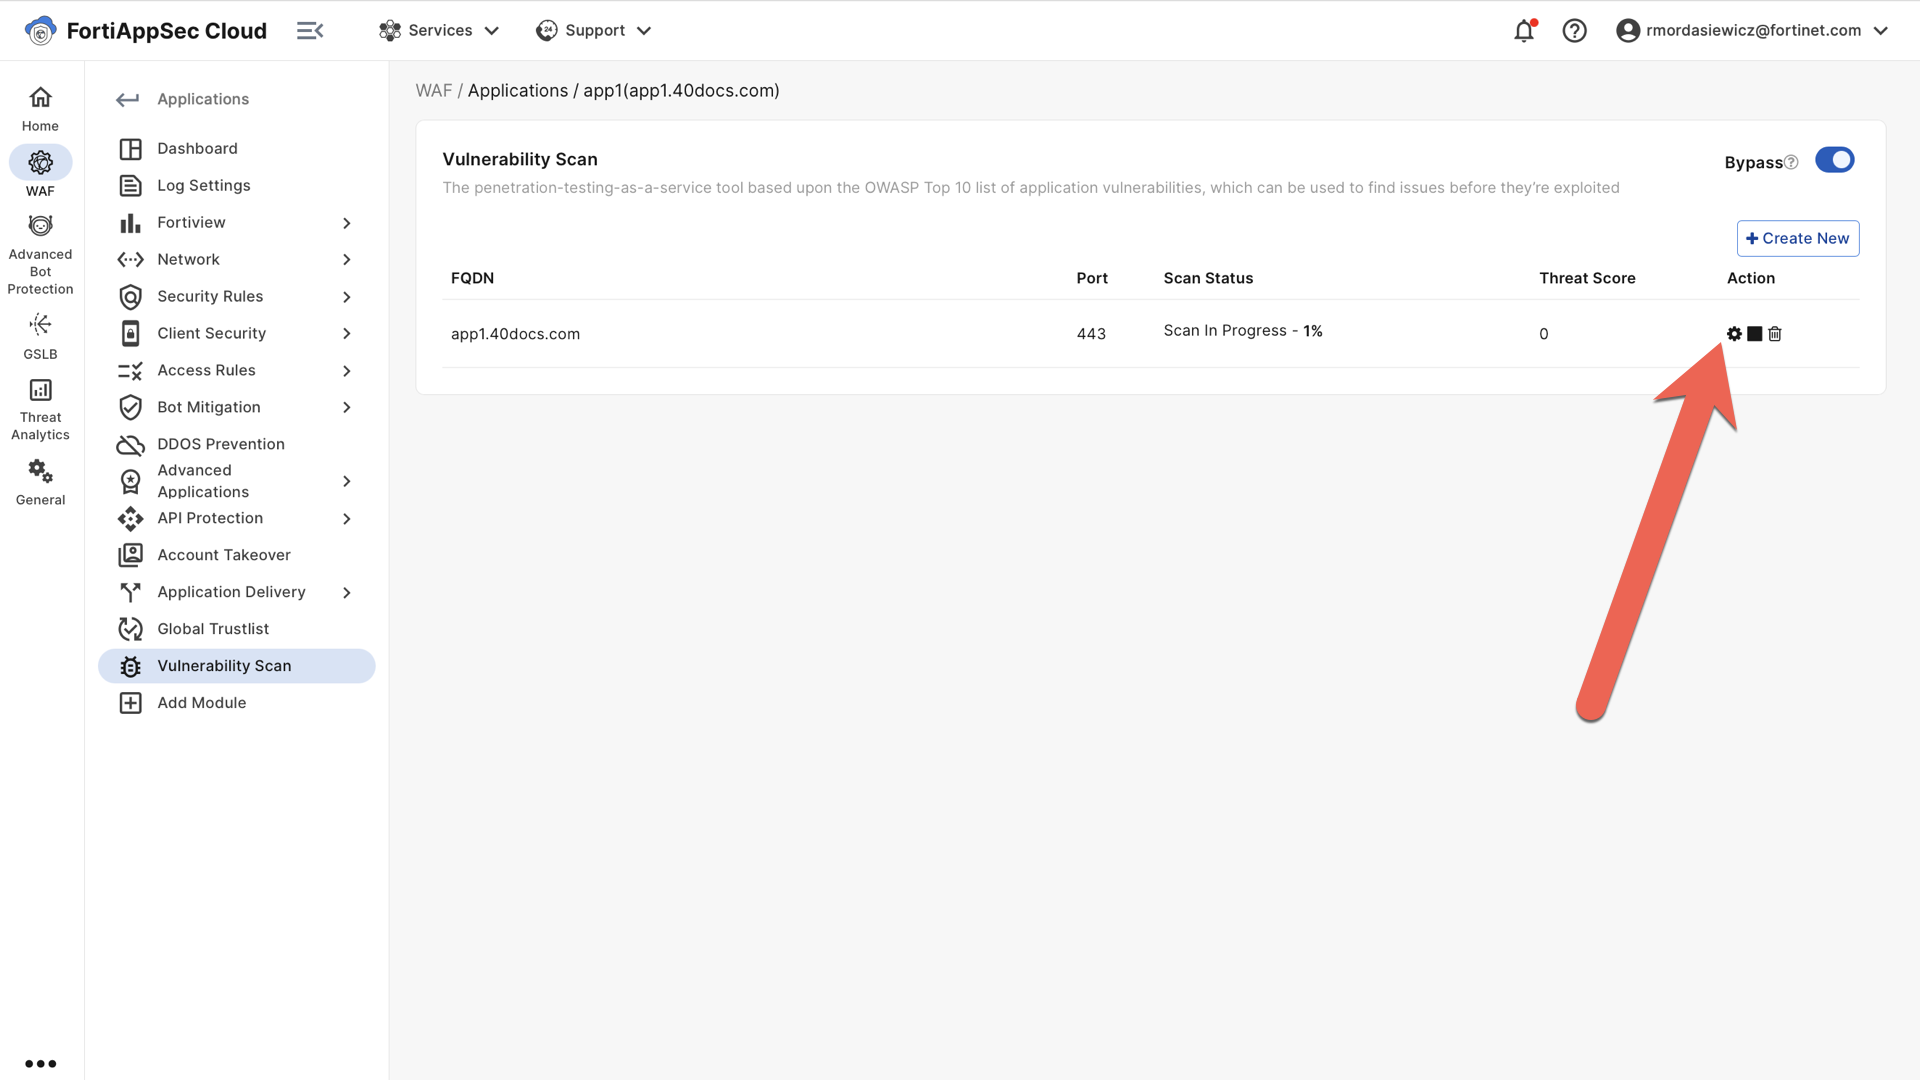 FortiAppSec Cloud
Services
Support
24
rmordasiewicz@fortinet.com
Home
WAF
Advanced
Bot
Protection
GSLB
Threat
Analytics
General
Applications
Dashboard
Log Settings
Fortiview
Network
Security Rules
Client Security
Access Rules
Bot Mitigation
DDOS Prevention
Advanced
Applications
API Protection
Account Takeover
Application Delivery
Global Trustlist
Vulnerability Scan
Add Module
WAF / Applications / app1(app1.40docs.com)
Vulnerability Scan
Bypass
The penetration-testing-as-a-service tool based upon the OWASP Top 10 list of application vulnerabilities, which can be used to find issues before they’re exploited
+ Create New
FQDN Port Scan Status Threat Score Action
app1.40docs.com 443 Scan In Progress - 1% 0